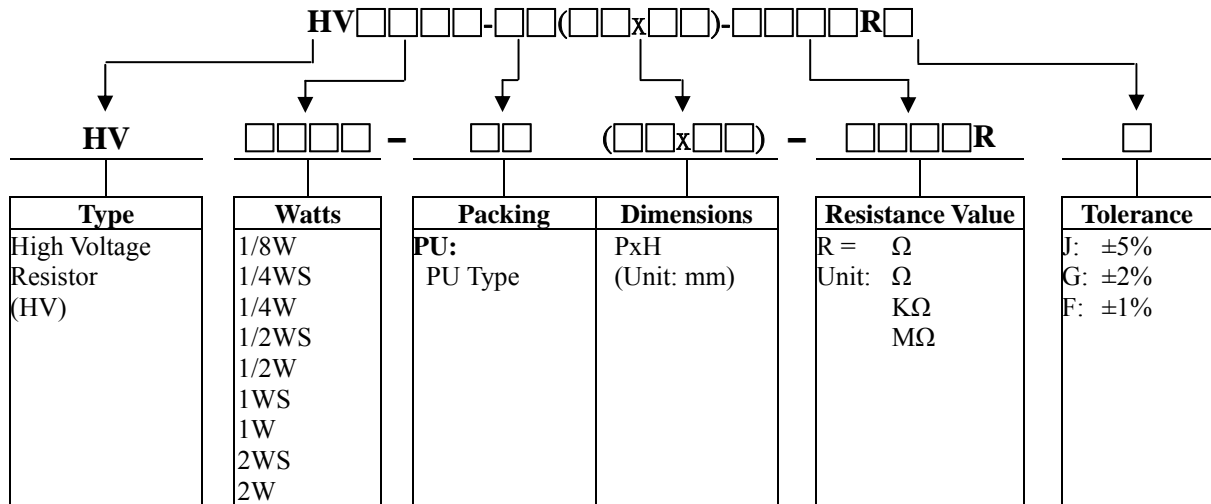 HV□□□□-□□(□□x□□)-□□□□R□
HV □□□□ – □□ (□□x□□) – □□□□R □
Type
High Voltage
Resistor
(HV)
Watts
1/8W
1/4WS
1/4W
1/2WS
1/2W
1WS
1W
2WS
2W
Packing
PU:
PU Type
Dimensions
PxH
(Unit: mm)
Resistance Value
R = Ω
Unit: Ω
KΩ
MΩ
Tolerance
J: ±5%
G: ±2%
F: ±1%